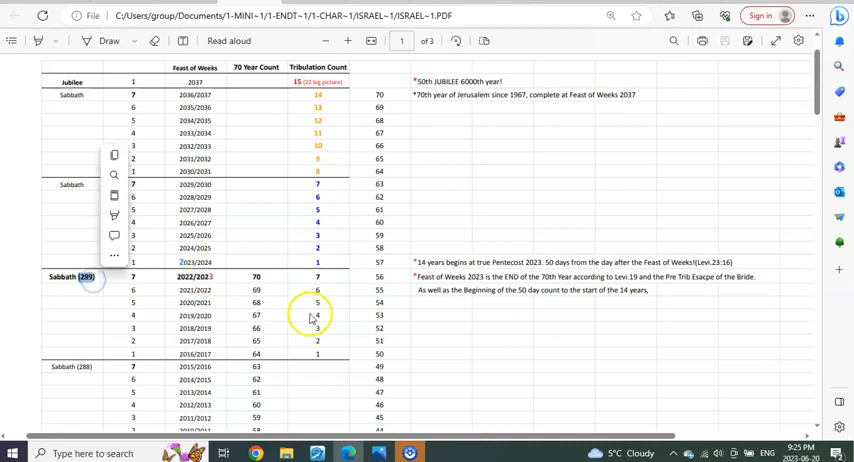 File C:/Users/group/Documents/1-MINI~1/1-ENDT~1/1-CHAR~1/ISRAEL~1/ISRAEL~1.PDF Sign in
Draw Read aloud 1 of 3
Feast of Weeks 70 Year Count Tribulation Count
Jubilee 1 2037 15 (22 big picture) *50th JUBILEE 6000th year!
Sabbath 7 2036/2037 14 70 *70th year of Jerusalem since 1967, complete at Feast of Weeks 2037
6 2035/2036 13 69
5 2034/2035 12 68
4 2033/2034 11 67
3 2032/2033 10 66
2 2031/2032 9 65
1 2030/2031 8 64
Sabbath 7 2029/2030 7 63
6 2028/2029 6 62
5 2027/2028 5 61
4 2026/2027 4 60
3 2025/2026 3 59
2 2024/2025 2 58
1 2023/2024 1 57 *14 years begins at true Pentecost 2023. 50 days from the day after the Feast of Weeks!(Levi.23:16)
Sabbath (289) 7 2022/2023 70 7 56 *Feast of Weeks 2023 is the END of the 70th Year according to Levi.19 and the Pre Trib Esacpe of the Bride.
6 2021/2022 69 6 55 As well as the Beginning of the 50 day count to the start of the 14 years,
5 2020/2021 68 5 54
4 2019/2020 67 4 53
3 2018/2019 66 3 52
2 2017/2018 65 2 51
1 2016/2017 64 1 50
Sabbath (288) 7 2015/2016 63 49
6 2014/2015 62 48
5 2013/2014 61 47
4 2012/2013 60 46
3 2011/2012 59 45
2 2010/2011 58 44
Type here to search 5°C Cloudy ENG 9:25 PM
2023-06-20